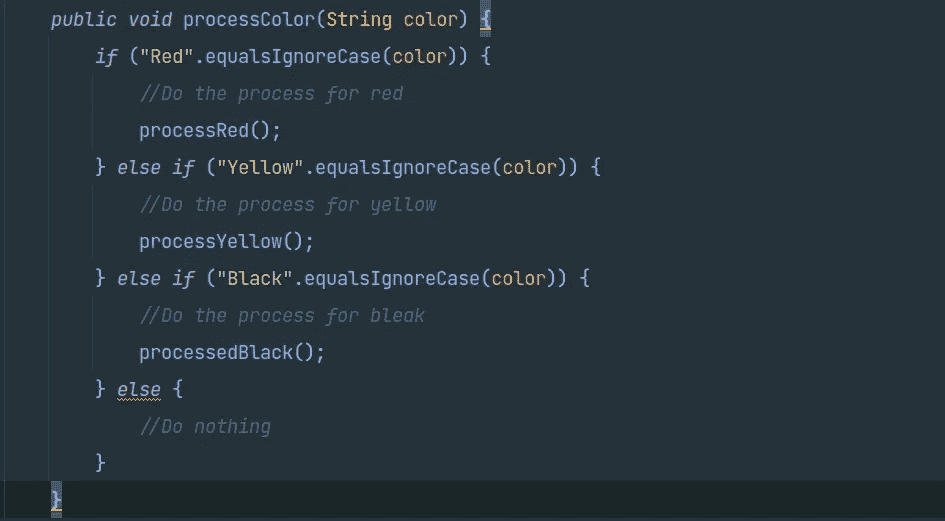 public void processColor(String color) {
if ("Red".equalsIgnoreCase(color)) {
//Do the process for red
processRed();
} else if ("Yellow".equalsIgnoreCase(color)) {
//Do the process for yellow
processYellow();
} else if ("Black".equalsIgnoreCase(color)) {
//Do the process for bleak
processedBlack();
} else {
//Do nothing
}
}